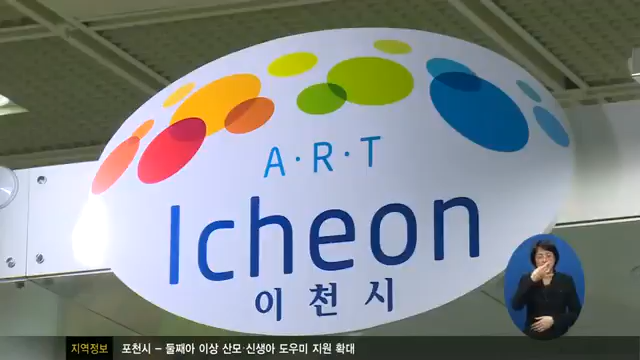 A·R·T
Icheon
이천시
지역정보 포천시 – 둘째아 이상 산모·신생아 도우미 지원 확대